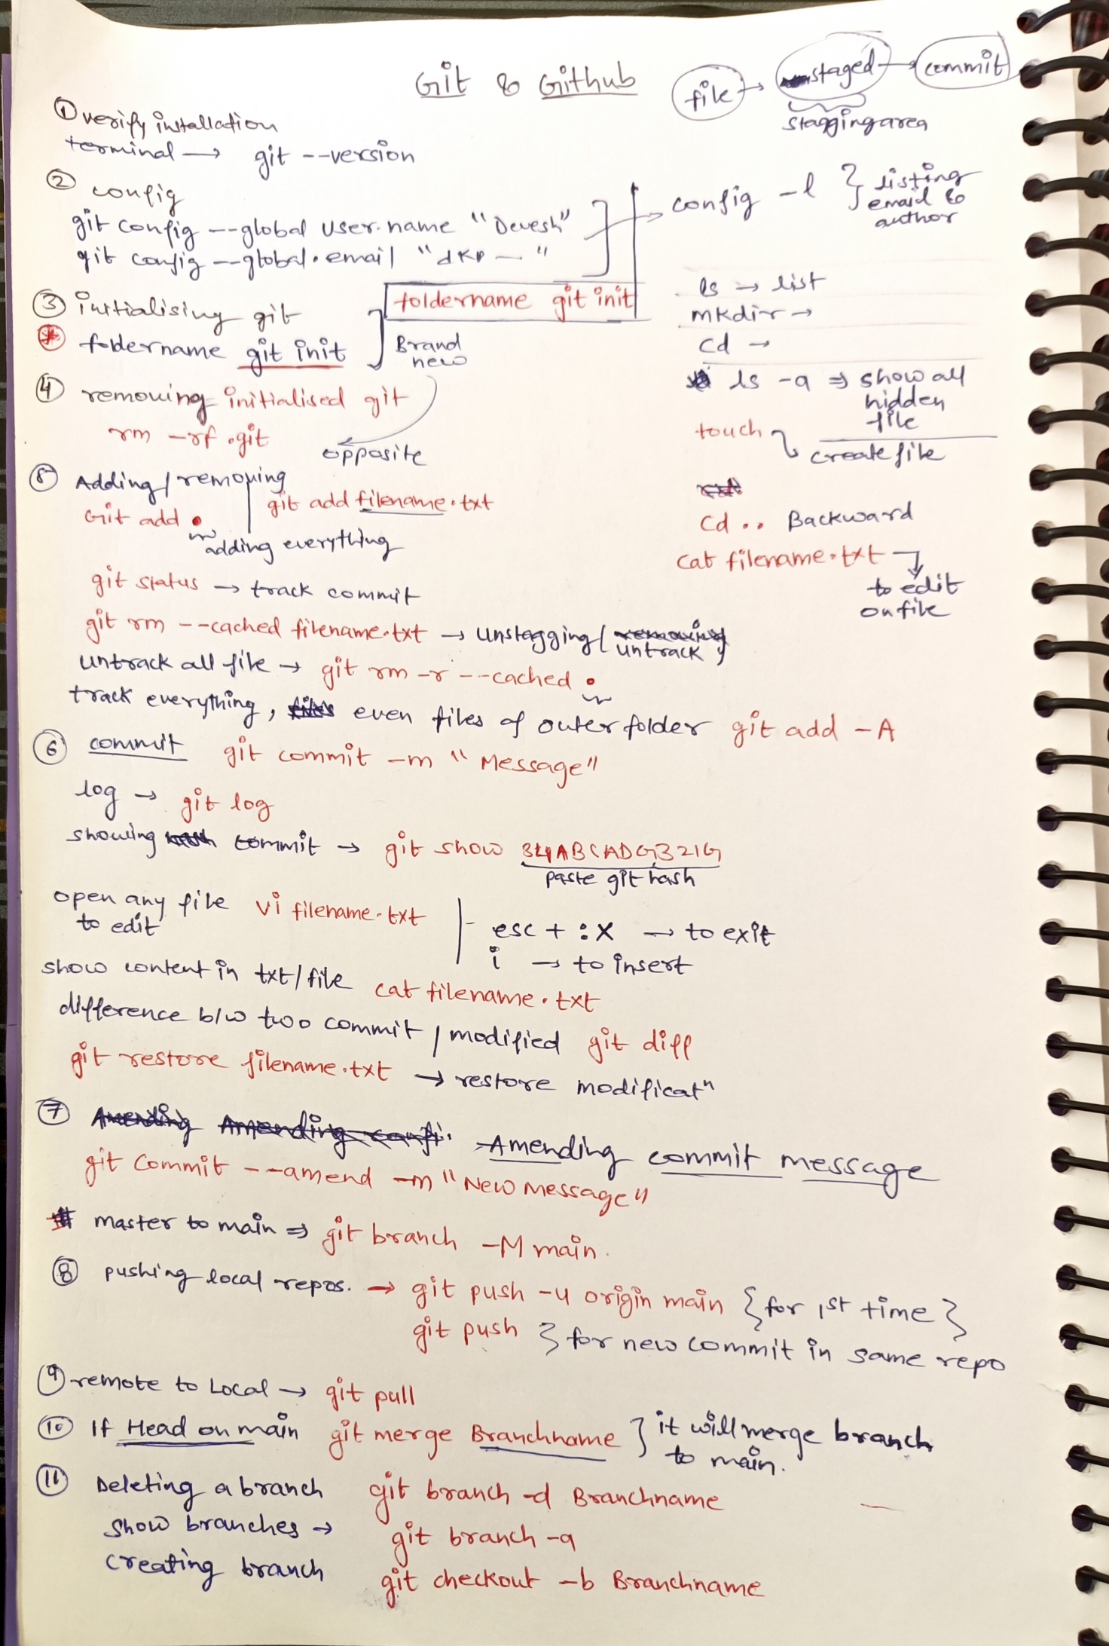 Git & Github
file → staged → commit
staggingarea
① verify installation
terminal → git --version
② config
git config --global user.name "Devesh"
git config --global.email "dkp — "
config -l } listing
email &
author
③ initialising git
foldername git init
foldername git init
Brand
new
ls → list
mkdir →
cd →
ls -a ⇒ show all
hidden
file
④ removing initialised git
rm -rf .git
opposite
touch
create file
⑤ Adding/removing
Git add .
git add filename.txt
adding everything
cd .. Backward
cat filename.txt
to edit
on file
git status → track commit
git rm --cached filename.txt → unstagging/untrack
untrack all file → git rm -r --cached .
track everything, even files of outer folder git add -A
⑥ commit git commit -m "Message"
log → git log
showing commit → git show 34ABCADG321G
paste git hash
open any file vi filename.txt
to edit
esc + :x → to exit
i → to insert
show content in txt/file cat filename.txt
difference b/w two commit / modified git diff
git restore filename.txt → restore modificatⁿ
⑦ Amending commit message
git commit --amend -m "New Message"
master to main ⇒ git branch -M main.
⑧ pushing local repos. → git push -u origin main {for 1st time}
git push } for new commit in same repo
⑨ remote to Local → git pull
⑩ If Head on main git merge Branchname } it will merge branch
to main.
⑪ Deleting a branch git branch -d Branchname
show branches → git branch -a
creating branch git checkout -b Branchname